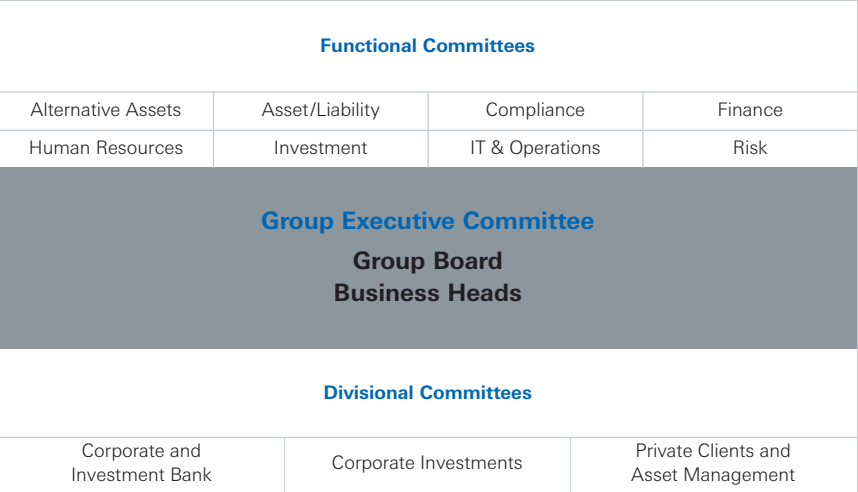 Functional Committees
Alternative Assets Asset/Liability Compliance Finance
Human Resources Investment IT & Operations Risk
Group Executive Committee
Group Board
Business Heads
Divisional Committees
Corporate and
Investment Bank
Corporate Investments
Private Clients and
Asset Management